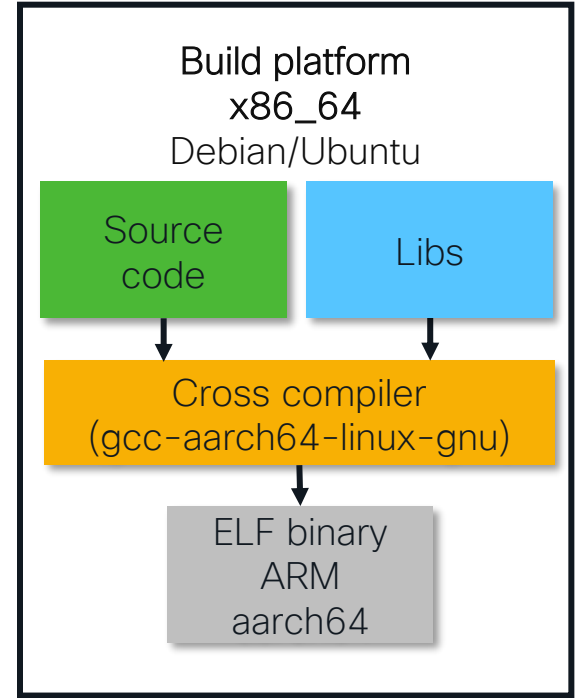 Build platform
x86_64
Debian/Ubuntu
Source
code
Libs
Cross compiler
(gcc-aarch64-linux-gnu)
ELF binary
ARM
aarch64